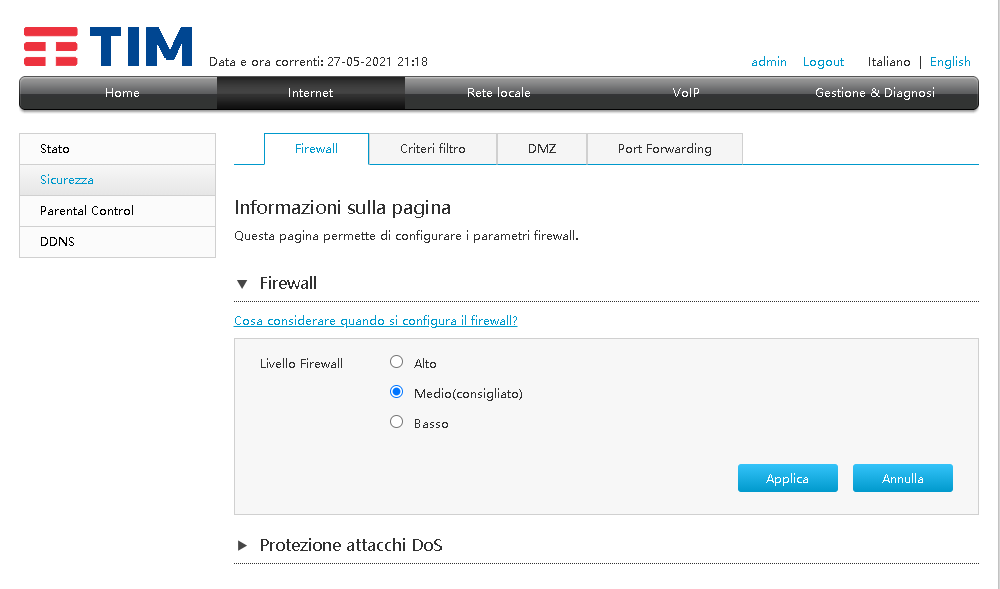 TIM
Data e ora correnti: 27-05-2021 21:18
admin Logout Italiano | English
Home Internet Rete locale VoIP Gestione & Diagnosi
Stato
Sicurezza
Parental Control
DDNS
Firewall Criteri filtro DMZ Port Forwarding
Informazioni sulla pagina
Questa pagina permette di configurare i parametri firewall.
Firewall
Cosa considerare quando si configura il firewall?
Livello Firewall
Alto
Medio(consigliato)
Basso
Applica Annulla
Protezione attacchi DoS